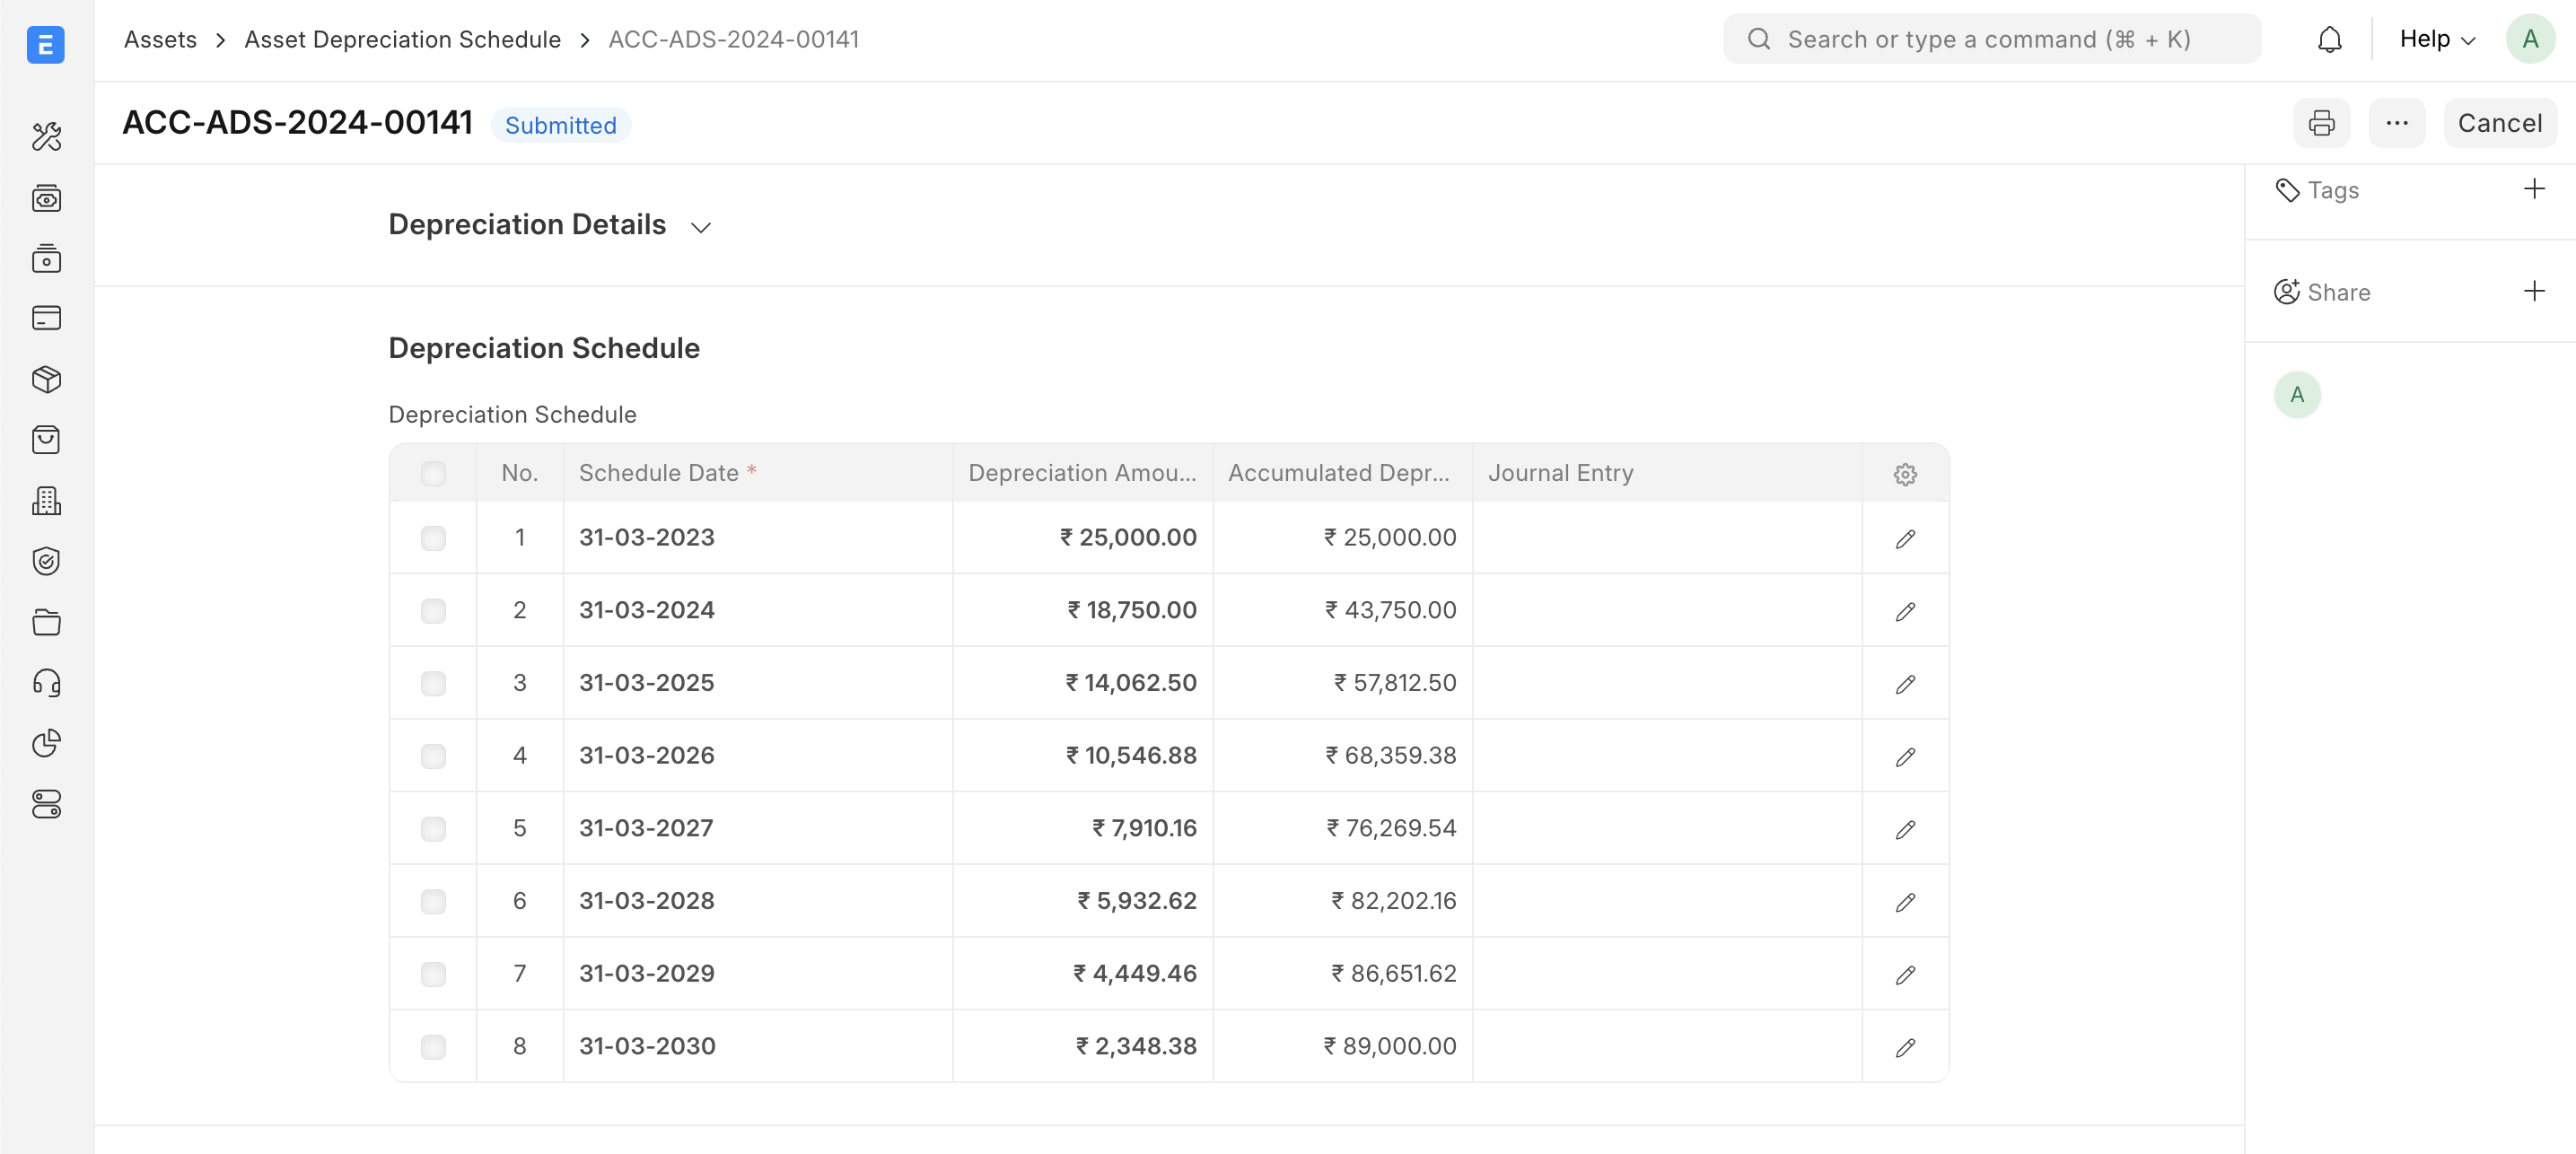 E
Assets > Asset Depreciation Schedule > ACC-ADS-2024-00141
Search or type a command (⌘ + K)
Help
A
ACC-ADS-2024-00141 Submitted
Cancel
Tags
Share
A
Depreciation Details
Depreciation Schedule
Depreciation Schedule
No. Schedule Date * Depreciation Amou... Accumulated Depr... Journal Entry
1 31-03-2023 ₹ 25,000.00 ₹ 25,000.00
2 31-03-2024 ₹ 18,750.00 ₹ 43,750.00
3 31-03-2025 ₹ 14,062.50 ₹ 57,812.50
4 31-03-2026 ₹ 10,546.88 ₹ 68,359.38
5 31-03-2027 ₹ 7,910.16 ₹ 76,269.54
6 31-03-2028 ₹ 5,932.62 ₹ 82,202.16
7 31-03-2029 ₹ 4,449.46 ₹ 86,651.62
8 31-03-2030 ₹ 2,348.38 ₹ 89,000.00